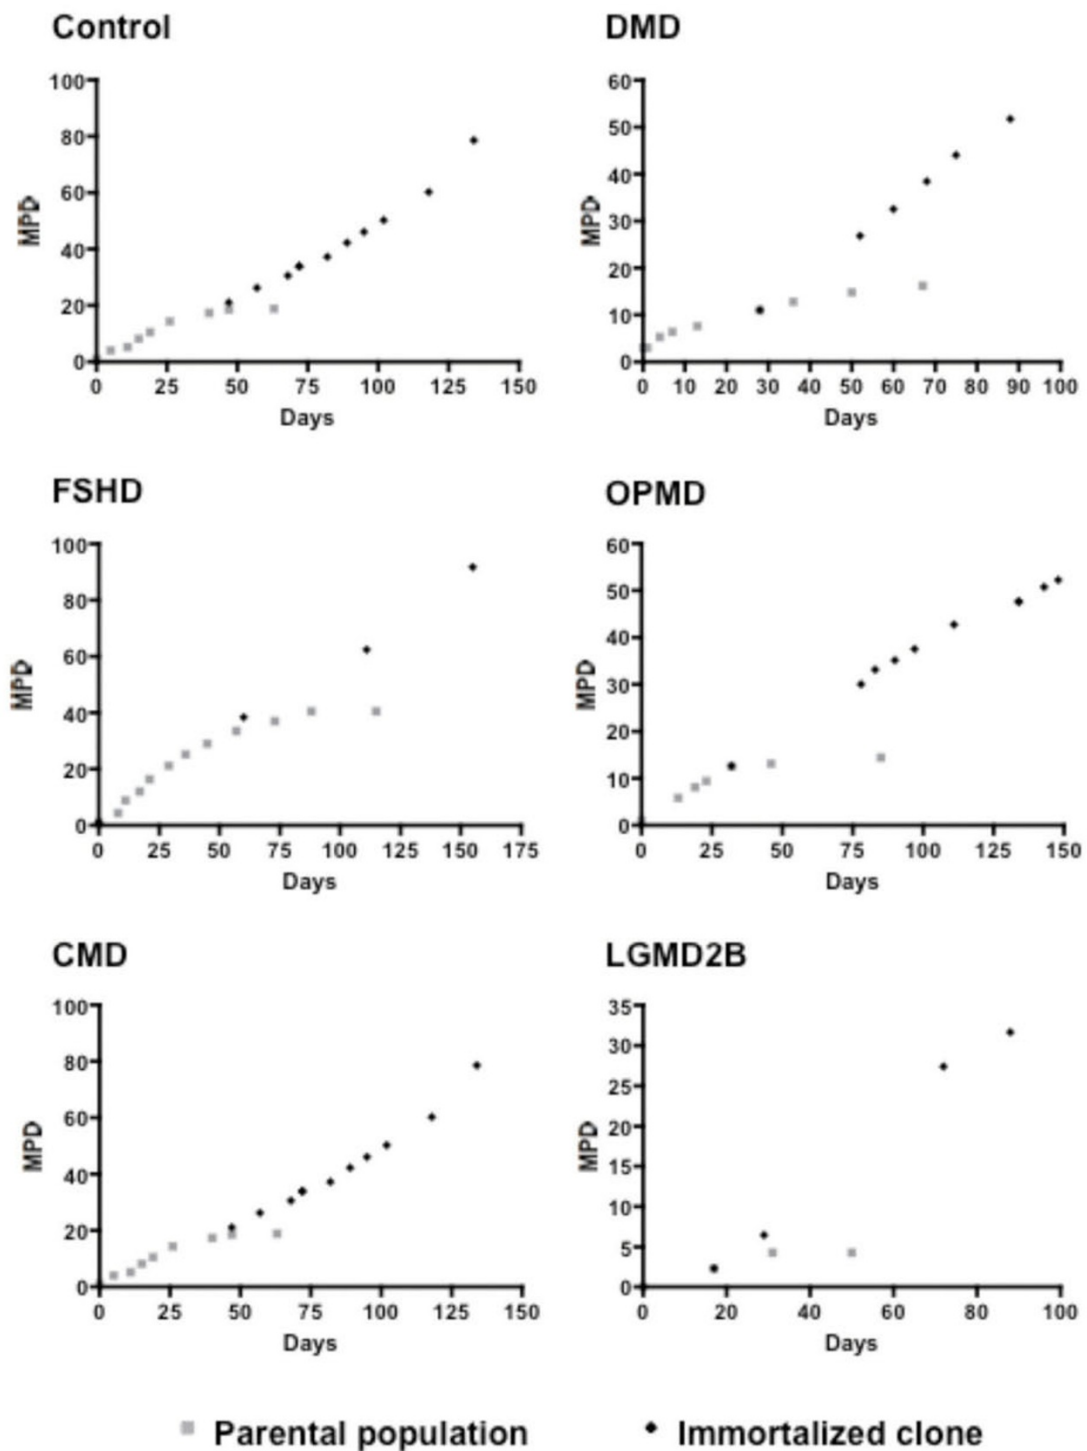 Control
100
80
60
40
20
0
MPD
0 25 50 75 100 125 150
Days
DMD
60
50
40
30
20
10
0
MPD
0 10 20 30 40 50 60 70 80 90 100
Days
FSHD
100
80
60
40
20
0
MPD
0 25 50 75 100 125 150 175
Days
OPMD
60
50
40
30
20
10
0
MPD
0 25 50 75 100 125 150
Days
CMD
100
80
60
40
20
0
MPD
0 25 50 75 100 125 150
Days
LGMD2B
35
30
25
20
15
10
5
0
MPD
0 20 40 60 80 100
Days
Parental population
Immortalized clone